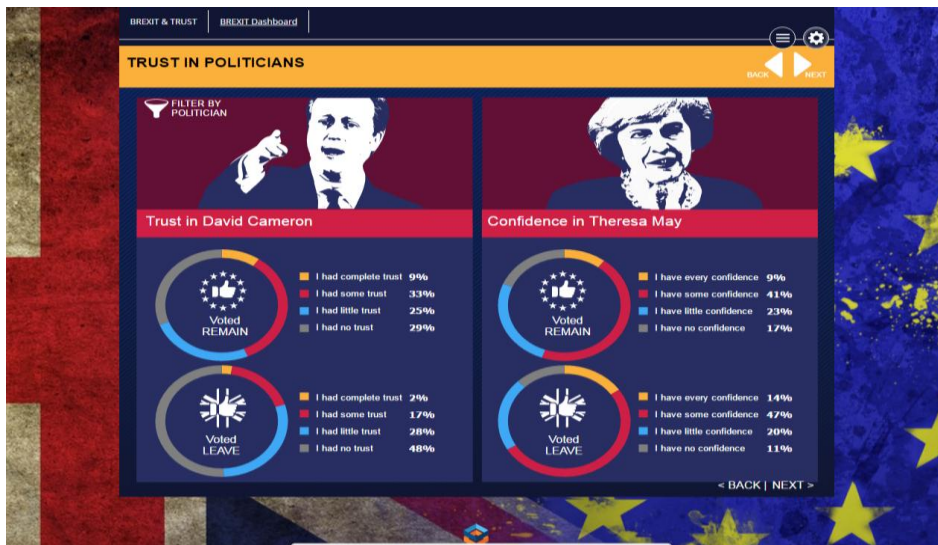 BREXIT & TRUST
BREXIT Dashboard
TRUST IN POLITICIANS
BACK
NEXT
FILTER BY
POLITICIAN
Trust in David Cameron
Voted
REMAIN
I had complete trust 9%
I had some trust 33%
I had little trust 25%
I had no trust 29%
Voted
LEAVE
I had complete trust 2%
I had some trust 17%
I had little trust 28%
I had no trust 48%
Confidence in Theresa May
Voted
REMAIN
I have every confidence 9%
I have some confidence 41%
I have little confidence 23%
I have no confidence 17%
Voted
LEAVE
I have every confidence 14%
I have some confidence 47%
I have little confidence 20%
I have no confidence 11%
< BACK | NEXT >